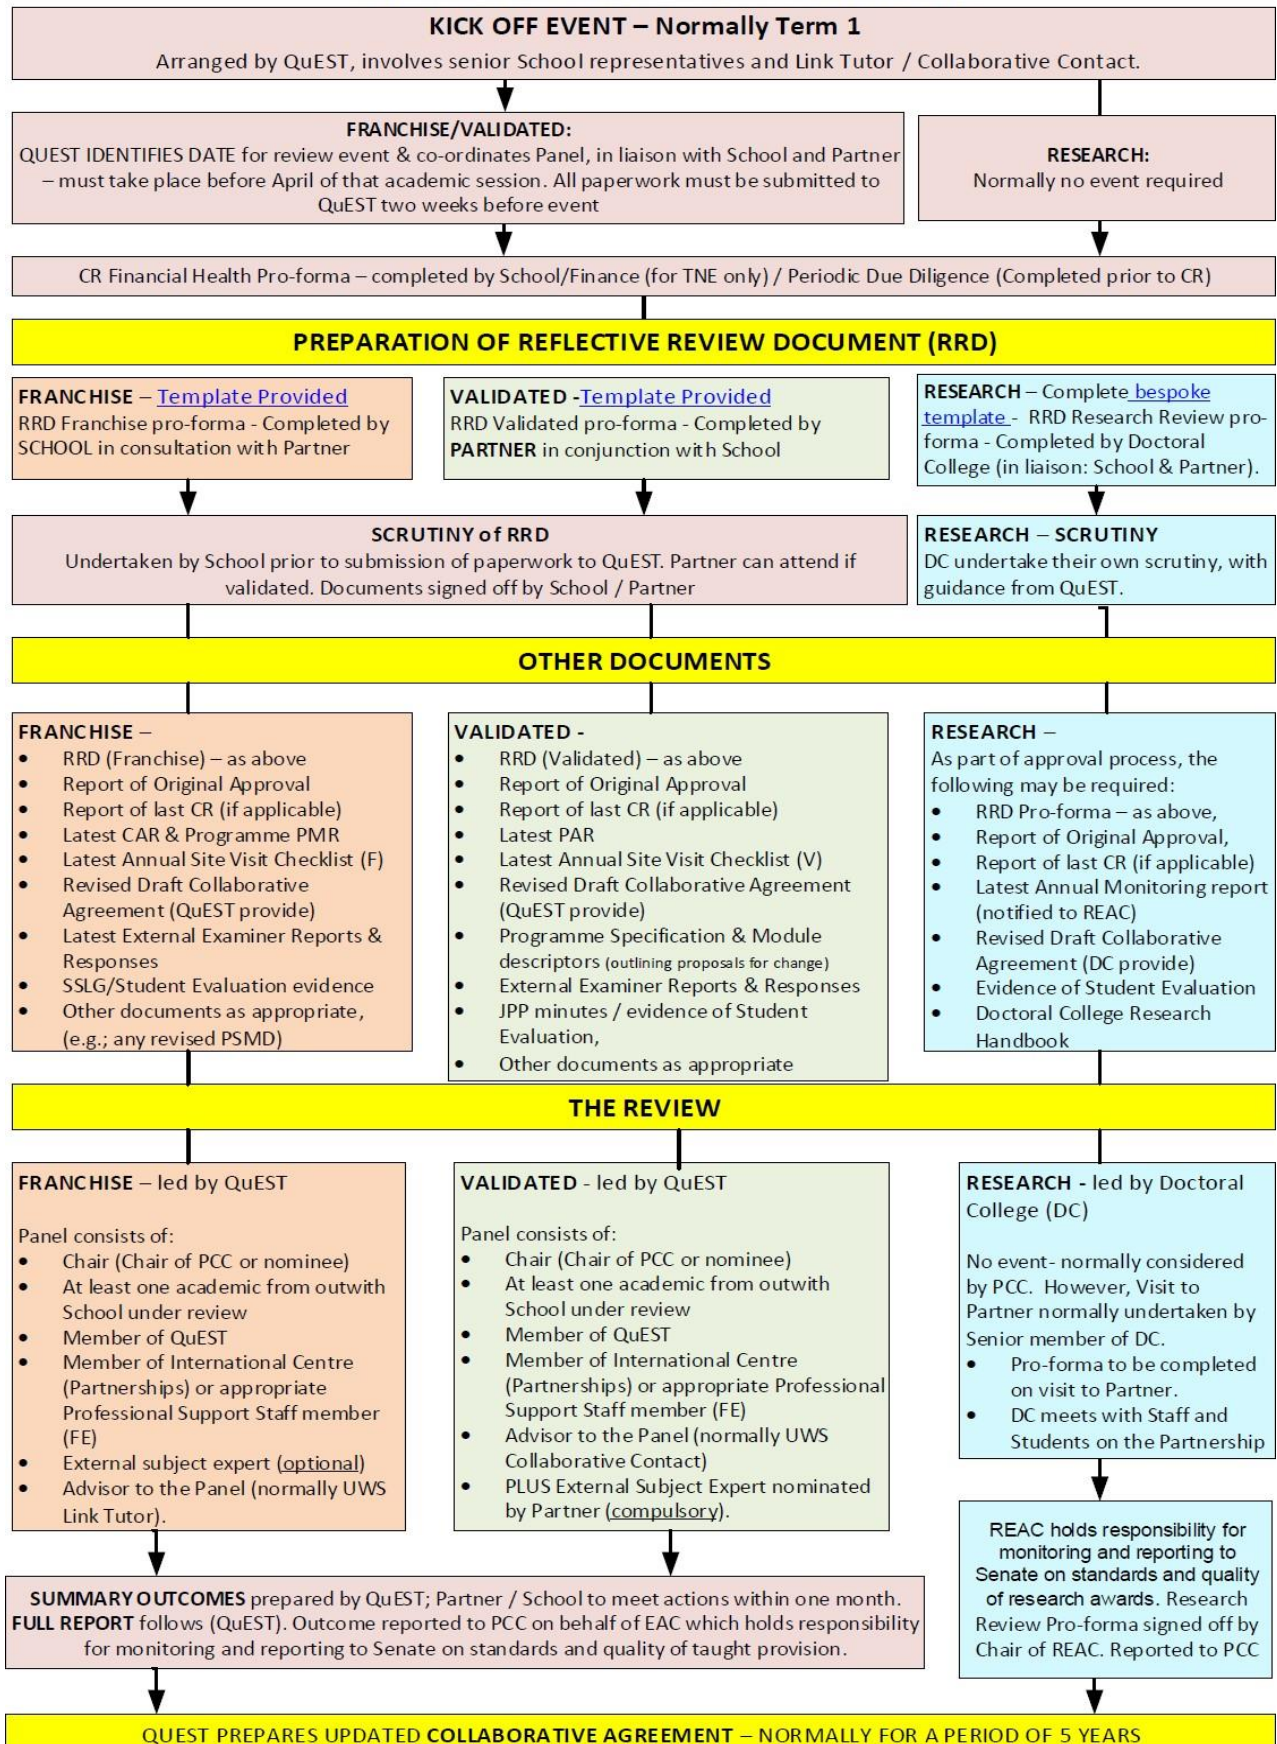 KICK OFF EVENT – Normally Term 1
Arranged by QuEST, involves senior School representatives and Link Tutor / Collaborative Contact.
FRANCHISE/VALIDATED:
QUEST IDENTIFIES DATE for review event & co-ordinates Panel, in liaison with School and Partner
– must take place before April of that academic session. All paperwork must be submitted to
QuEST two weeks before event
RESEARCH:
Normally no event required
CR Financial Health Pro-forma – completed by School/Finance (for TNE only) / Periodic Due Diligence (Completed prior to CR)
PREPARATION OF REFLECTIVE REVIEW DOCUMENT (RRD)
FRANCHISE – Template Provided
RRD Franchise pro-forma - Completed by
SCHOOL in consultation with Partner
VALIDATED -Template Provided
RRD Validated pro-forma - Completed by
PARTNER in conjunction with School
RESEARCH – Complete bespoke
template - RRD Research Review pro-
forma - Completed by Doctoral
College (in liaison: School & Partner).
SCRUTINY of RRD
Undertaken by School prior to submission of paperwork to QuEST. Partner can attend if
validated. Documents signed off by School / Partner
RESEARCH – SCRUTINY
DC undertake their own scrutiny, with
guidance from QuEST.
OTHER DOCUMENTS
FRANCHISE –
• RRD (Franchise) – as above
• Report of Original Approval
• Report of last CR (if applicable)
• Latest CAR & Programme PMR
• Latest Annual Site Visit Checklist (F)
• Revised Draft Collaborative
Agreement (QuEST provide)
• Latest External Examiner Reports &
Responses
• SSLG/Student Evaluation evidence
• Other documents as appropriate,
(e.g.; any revised PSMD)
VALIDATED -
• RRD (Validated) – as above
• Report of Original Approval
• Report of last CR (if applicable)
• Latest PAR
• Latest Annual Site Visit Checklist (V)
• Revised Draft Collaborative Agreement
(QuEST provide)
• Programme Specification & Module
descriptors (outlining proposals for change)
• External Examiner Reports & Responses
• JPP minutes / evidence of Student
Evaluation,
• Other documents as appropriate
RESEARCH –
As part of approval process, the
following may be required:
• RRD Pro-forma – as above,
• Report of Original Approval,
• Report of last CR (if applicable)
• Latest Annual Monitoring report
(notified to REAC)
• Revised Draft Collaborative
Agreement (DC provide)
• Evidence of Student Evaluation
• Doctoral College Research
Handbook
THE REVIEW
FRANCHISE – led by QuEST
Panel consists of:
• Chair (Chair of PCC or nominee)
• At least one academic from outwith
School under review
• Member of QuEST
• Member of International Centre
(Partnerships) or appropriate
Professional Support Staff member
(FE)
• External subject expert (optional)
• Advisor to the Panel (normally UWS
Link Tutor).
VALIDATED - led by QuEST
Panel consists of:
• Chair (Chair of PCC or nominee)
• At least one academic from outwith
School under review
• Member of QuEST
• Member of International Centre
(Partnerships) or appropriate Professional
Support Staff member (FE)
• Advisor to the Panel (normally UWS
Collaborative Contact)
• PLUS External Subject Expert nominated
by Partner (compulsory).
RESEARCH - led by Doctoral
College (DC)
No event- normally considered
by PCC. However, Visit to
Partner normally undertaken by
Senior member of DC.
• Pro-forma to be completed
on visit to Partner.
• DC meets with Staff and
Students on the Partnership
REAC holds responsibility for
monitoring and reporting to
Senate on standards and quality
of research awards. Research
Review Pro-forma signed off by
Chair of REAC. Reported to PCC
SUMMARY OUTCOMES prepared by QuEST; Partner / School to meet actions within one month.
FULL REPORT follows (QuEST). Outcome reported to PCC on behalf of EAC which holds responsibility
for monitoring and reporting to Senate on standards and quality of taught provision.
QUEST PREPARES UPDATED COLLABORATIVE AGREEMENT – NORMALLY FOR A PERIOD OF 5 YEARS